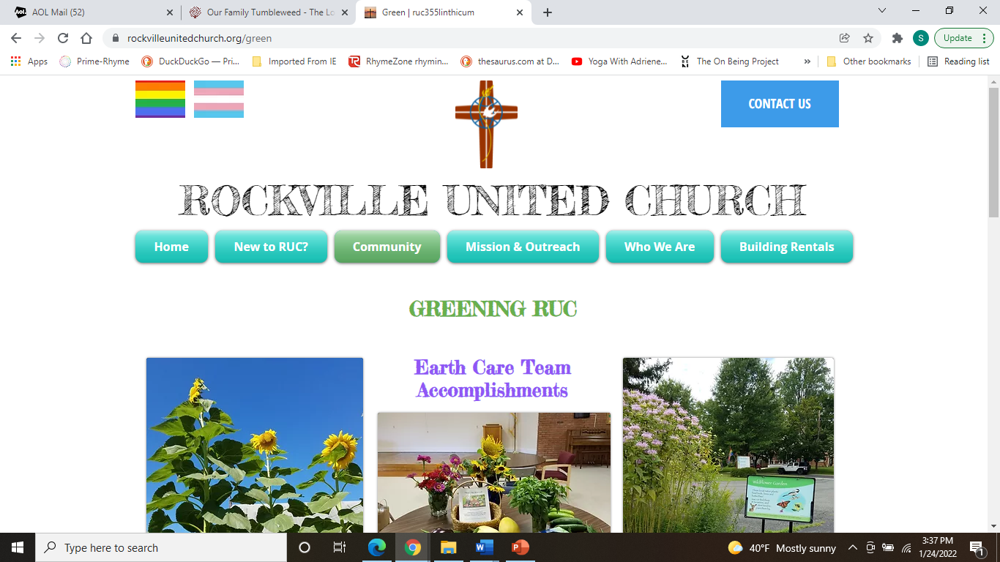 AOL Mail (52)
Our Family Tumbleweed - The Lo
Green | ruc355linthicum
rockvilleunitedchurch.org/green
S
Update
Apps
Prime-Rhyme
DuckDuckGo — Pri...
Imported From IE
RhymeZone rhymin...
thesaurus.com at D...
Yoga With Adriene...
The On Being Project
»
Other bookmarks
Reading list
CONTACT US
ROCKVILLE UNITED CHURCH
Home
New to RUC?
Community
Mission & Outreach
Who We Are
Building Rentals
GREENING RUC
Earth Care Team
Accomplishments
Wildflower Garden
Type here to search
40°F Mostly sunny
3:37 PM
1/24/2022
1